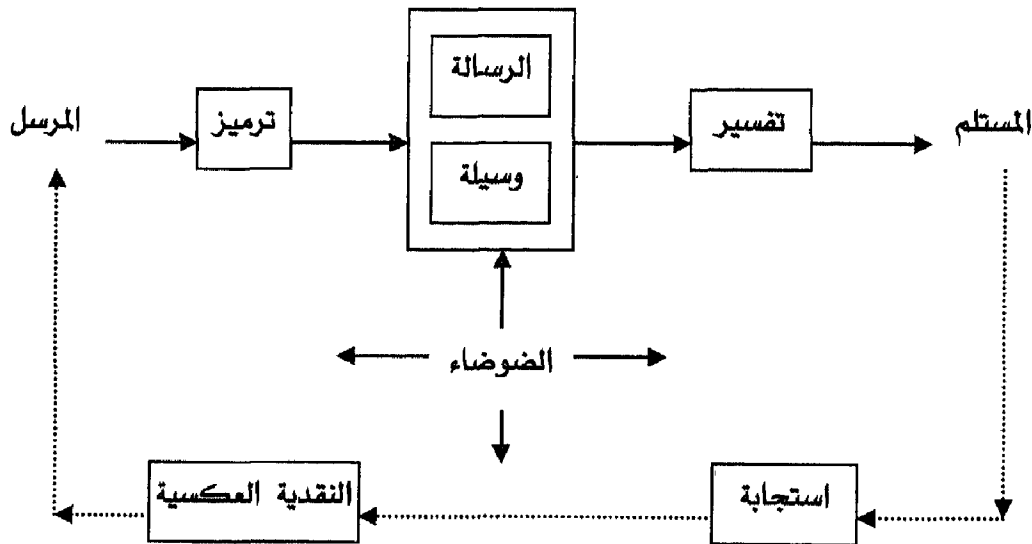 الرسالة
المرسل
ترميز
وسيلة
تفسير
المستلم
الضوضاء
النقدية العكسية
استجابة